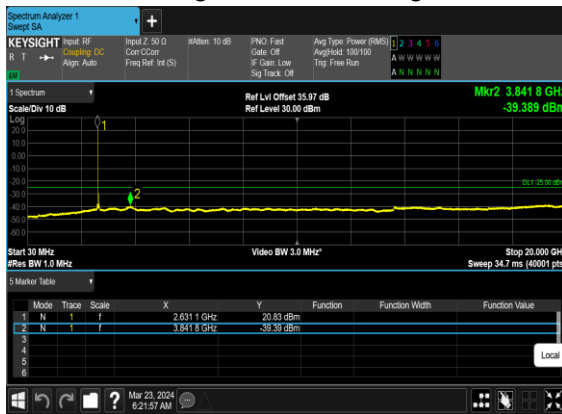 Spectrum Analyzer 1
Swept SA
KEYSIGHT Input: RF Input Z: 50 Ω #Atten: 10 dB PNO: Fast Avg Type: Power (RMS) 1 2 3 4 5 6
R T Coupling: DC Corr CCorr Gate: Off Avg|Hold: 100/100 A W W W W W
Align: Auto Freq Ref: Int (S) IF Gain: Low Trig: Free Run
Sig Track: Off A N N N N N
1 Spectrum Ref Lvl Offset 35.97 dB Mkr2 3.841 8 GHz
Scale/Div 10 dB Ref Level 30.00 dBm -39.389 dBm
Log
20.0 1
10.0
0.00
-10.0
-20.0 DL1 -25.00 dBm
-30.0
-40.0 2
-50.0
-60.0
Start 30 MHz Video BW 3.0 MHz* Stop 20.000 GHz
#Res BW 1.0 MHz Sweep 34.7 ms (40001 pts)
5 Marker Table
Mode Trace Scale X Y Function Function Width Function Value
1 N 1 f 2.631 1 GHz 20.83 dBm
2 N 1 f 3.841 8 GHz -39.39 dBm
3
4
5
6
Local
? Mar 23, 2024
6:21:57 AM